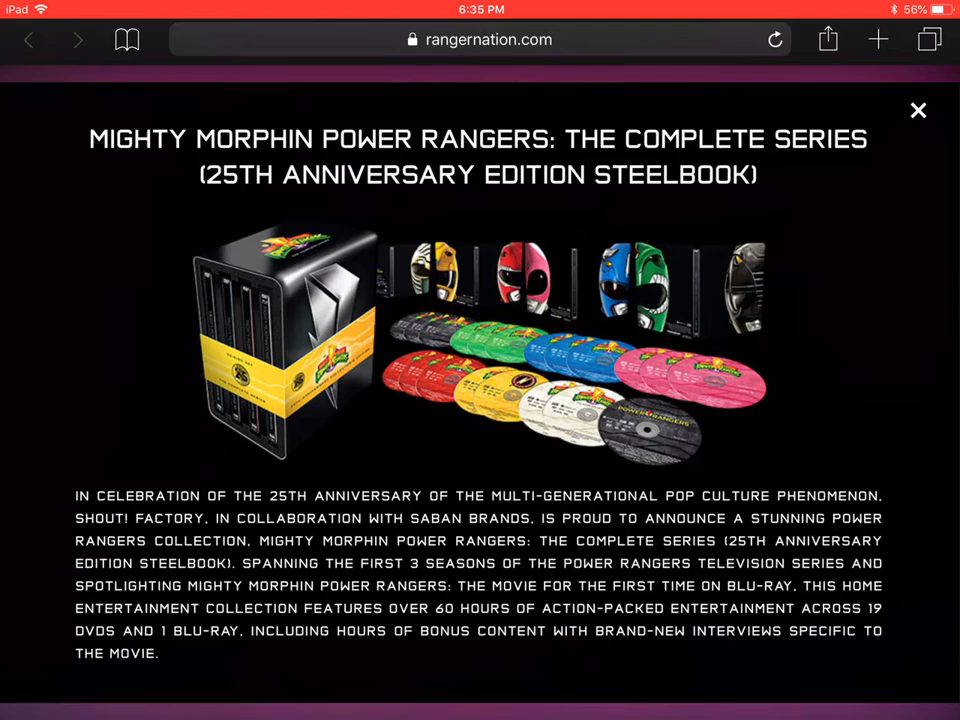 iPad
6:35 PM
56%
rangernation.com
MIGHTY MORPHIN POWER RANGERS: THE COMPLETE SERIES
(25TH ANNIVERSARY EDITION STEELBOOK)
IN CELEBRATION OF THE 25TH ANNIVERSARY OF THE MULTI-GENERATIONAL POP CULTURE PHENOMENON,
SHOUT! FACTORY, IN COLLABORATION WITH SABAN BRANDS, IS PROUD TO ANNOUNCE A STUNNING POWER
RANGERS COLLECTION, MIGHTY MORPHIN POWER RANGERS: THE COMPLETE SERIES (25TH ANNIVERSARY
EDITION STEELBOOK). SPANNING THE FIRST 3 SEASONS OF THE POWER RANGERS TELEVISION SERIES AND
SPOTLIGHTING MIGHTY MORPHIN POWER RANGERS: THE MOVIE FOR THE FIRST TIME ON BLU-RAY, THIS HOME
ENTERTAINMENT COLLECTION FEATURES OVER 60 HOURS OF ACTION-PACKED ENTERTAINMENT ACROSS 19
DVDS AND 1 BLU-RAY, INCLUDING HOURS OF BONUS CONTENT WITH BRAND-NEW INTERVIEWS SPECIFIC TO
THE MOVIE.